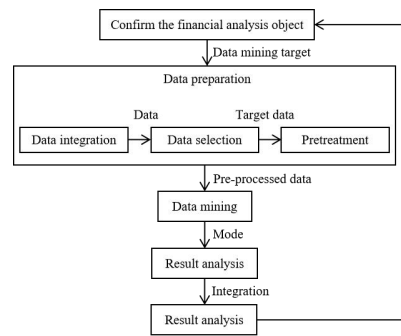 Confirm the financial analysis object
Data mining target
Data preparation
Data
Target data
Data integration
Data selection
Pretreatment
Pre-processed data
Data mining
Mode
Result analysis
Integration
Result analysis